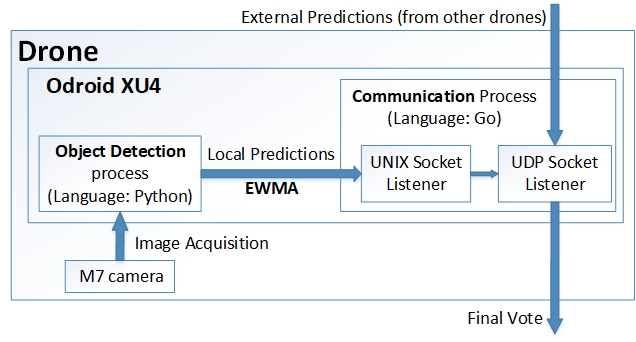 External Predictions (from other drones)
Drone
Odroid XU4
Communication Process
(Language: Go)
Object Detection
process
(Language: Python)
Local Predictions
EWMA
UNIX Socket
Listener
UDP Socket
Listener
Image Acquisition
M7 camera
Final Vote